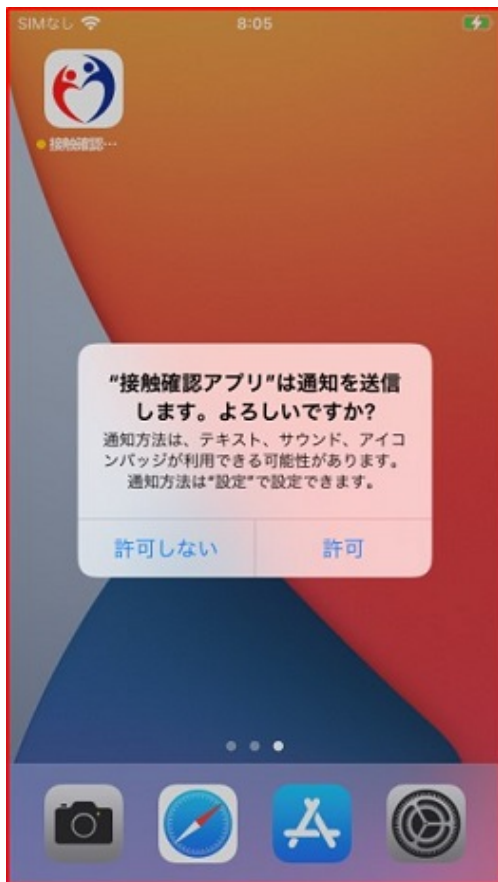 SIMなし
8:05
接触確認…
"接触確認アプリ"は通知を送信
します。よろしいですか?
通知方法は、テキスト、サウンド、アイコ
ンバッジが利用できる可能性があります。
通知方法は"設定"で設定できます。
許可しない
許可